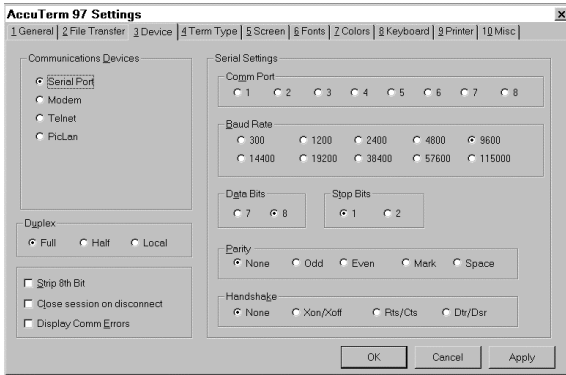 AccuTerm 97 Settings
1 General 2 File Transfer 3 Device 4 Term Type 5 Screen 6 Fonts 7 Colors 8 Keyboard 9 Printer 10 Misc
Communications Devices
Serial Port
Modem
Telnet
PicLan
Duplex
Full Half Local
Strip 8th Bit
Close session on disconnect
Display Comm Errors
Serial Settings
Comm Port
1 2 3 4 5 6 7 8
Baud Rate
300 1200 2400 4800 9600
14400 19200 38400 57600 115000
Data Bits
7 8
Stop Bits
1 2
Parity
None Odd Even Mark Space
Handshake
None Xon/Xoff Rts/Cts Dtr/Dsr
OK Cancel Apply